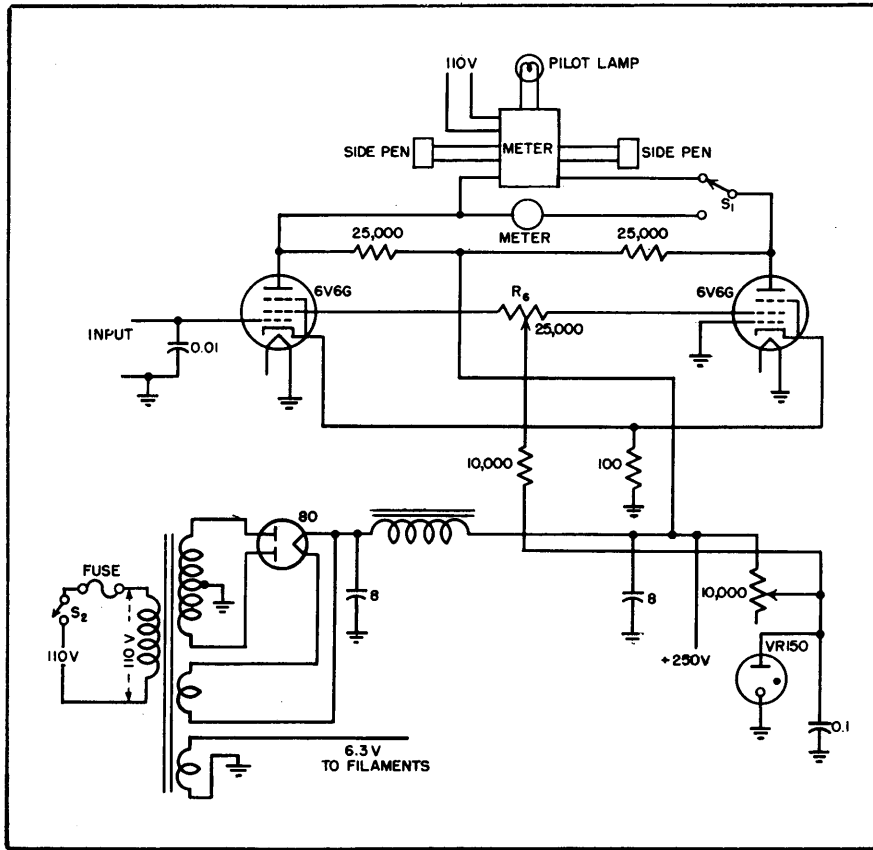 110V
PILOT LAMP
SIDE PEN
METER
SIDE PEN
S1
METER
25,000
25,000
6V6G
R6
6V6G
25,000
INPUT
0.01
10,000
100
80
FUSE
S2
110V
110 V
8
8
10,000
+250V
VR150
0.1
6.3 V
TO FILAMENTS